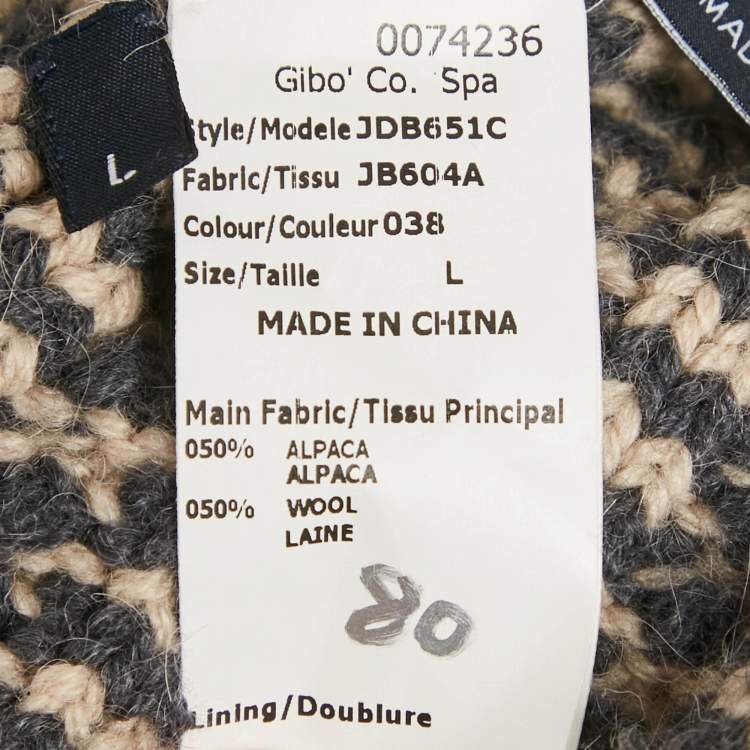 0074236
Gibo' Co. Spa
Style/Modele JDB651C
Fabric/Tissu JB604A
Colour/Couleur 038
Size/Taille L
MADE IN CHINA
Main Fabric/Tissu Principal
050% ALPACA
ALPACA
050% WOOL
LAINE
80
Lining/Doublure
L